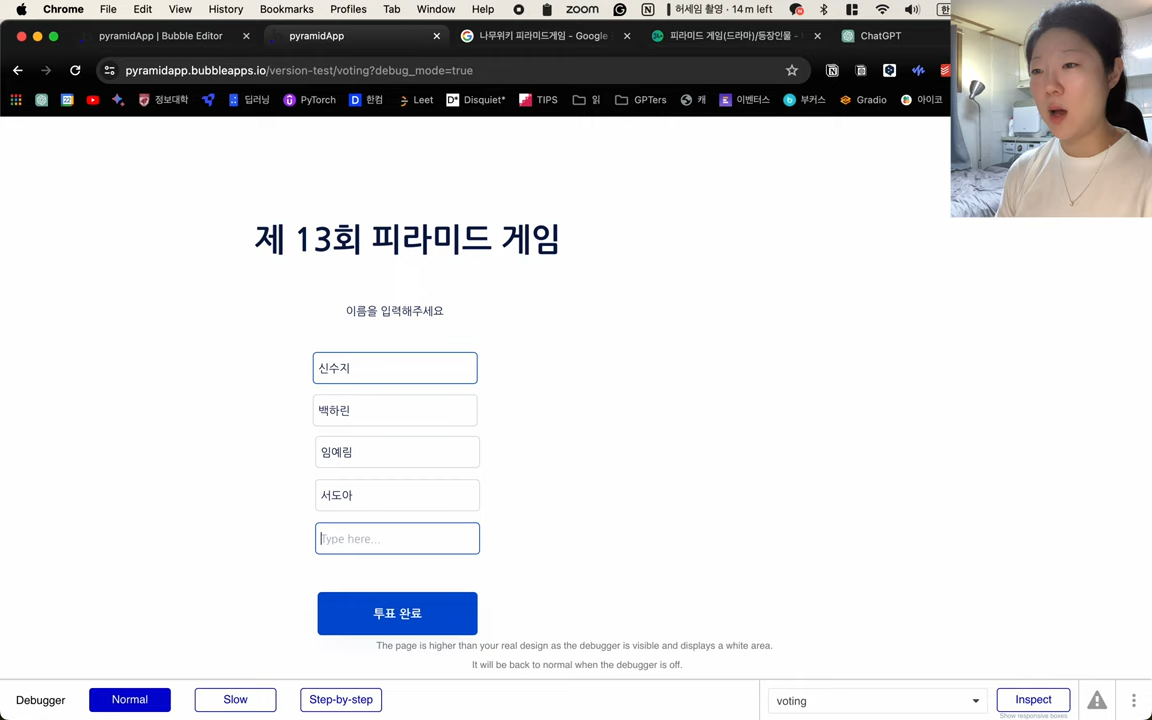 Chrome File Edit View History Bookmarks Profiles Tab Window Help zoom 허세임 촬영 · 14 m left 한
pyramidApp | Bubble Editor pyramidApp 나무위키 피라미드게임 - Google 피라미드 게임(드라마)/등장인물 - ChatGPT
pyramidapp.bubbleapps.io/version-test/voting?debug_mode=true
정보대학 딥러닝 PyTorch 한컴 Leet Disquiet* TIPS 읽 GPTers 캐 이벤터스 부커스 Gradio 아이코
제 13회 피라미드 게임
이름을 입력해주세요
신수지
백하린
임예림
서도아
Type here...
투표 완료
The page is higher than your real design as the debugger is visible and displays a white area.
It will be back to normal when the debugger is off.
Debugger Normal Slow Step-by-step voting Inspect
Show responsive boxes